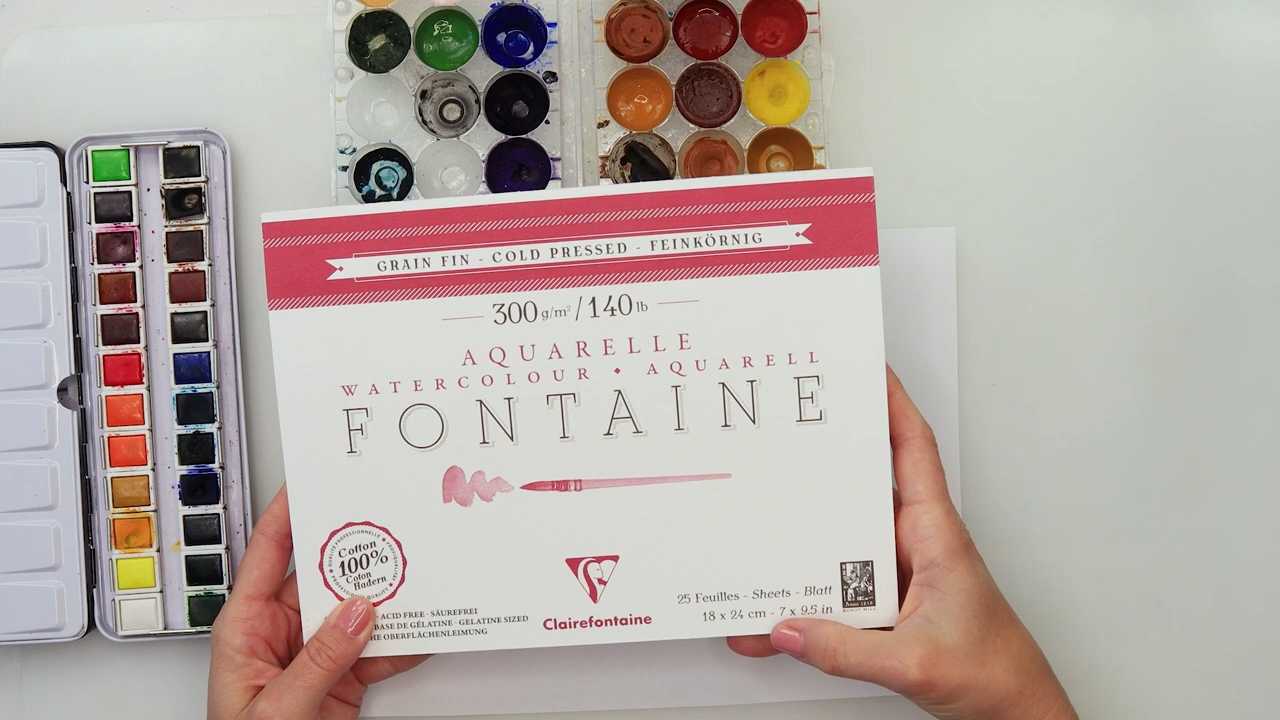 GRAIN FIN - COLD PRESSED - FEINKÖRNIG
300 g/m² / 140 lb
AQUARELLE
WATERCOLOUR • AQUARELL
FONTAINE
QUALITÉ PROFESSIONNELLE
Cotton
100%
Coton
Hadern
ACID FREE · SÄUREFREI
BASE DE GÉLATINE · GELATINE SIZED
HE OBERFLÄCHENLEIMUNG
Clairefontaine
25 Feuilles - Sheets - Blatt
18 x 24 cm - 7 x 9.5 in